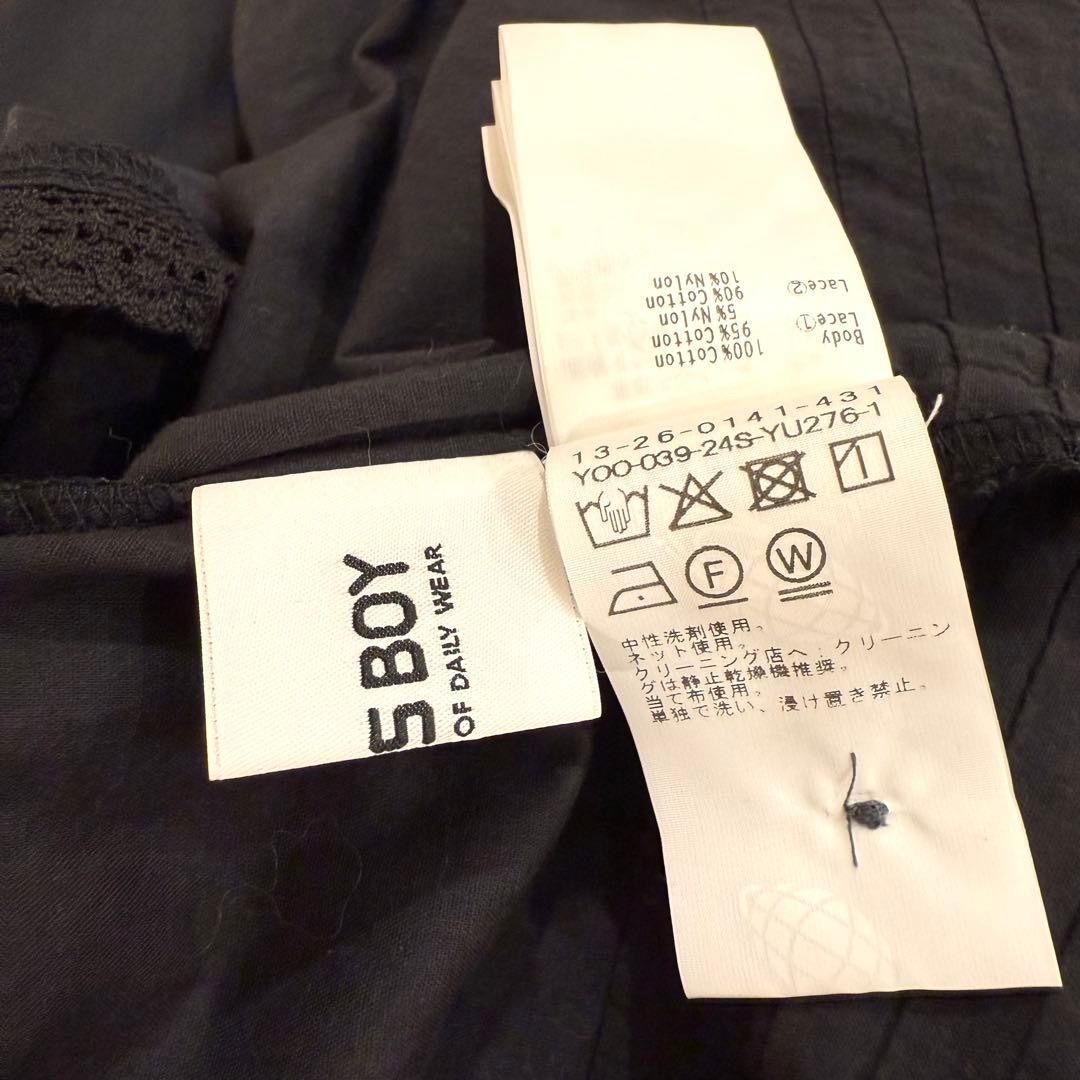 Body
100% Cotton
Lace①
95% Cotton
5% Nylon
Lace②
90% Cotton
10% Nylon
13-26-0141-431
YOO-039-24S-YU276-1
F
W
中性洗剤使用。
ネット使用。
クリーニング店へ:クリーニン
グは静止乾燥機推奨。
当て布使用。
単独で洗い、浸け置き禁止。
S BOY
OF DAILY WEAR